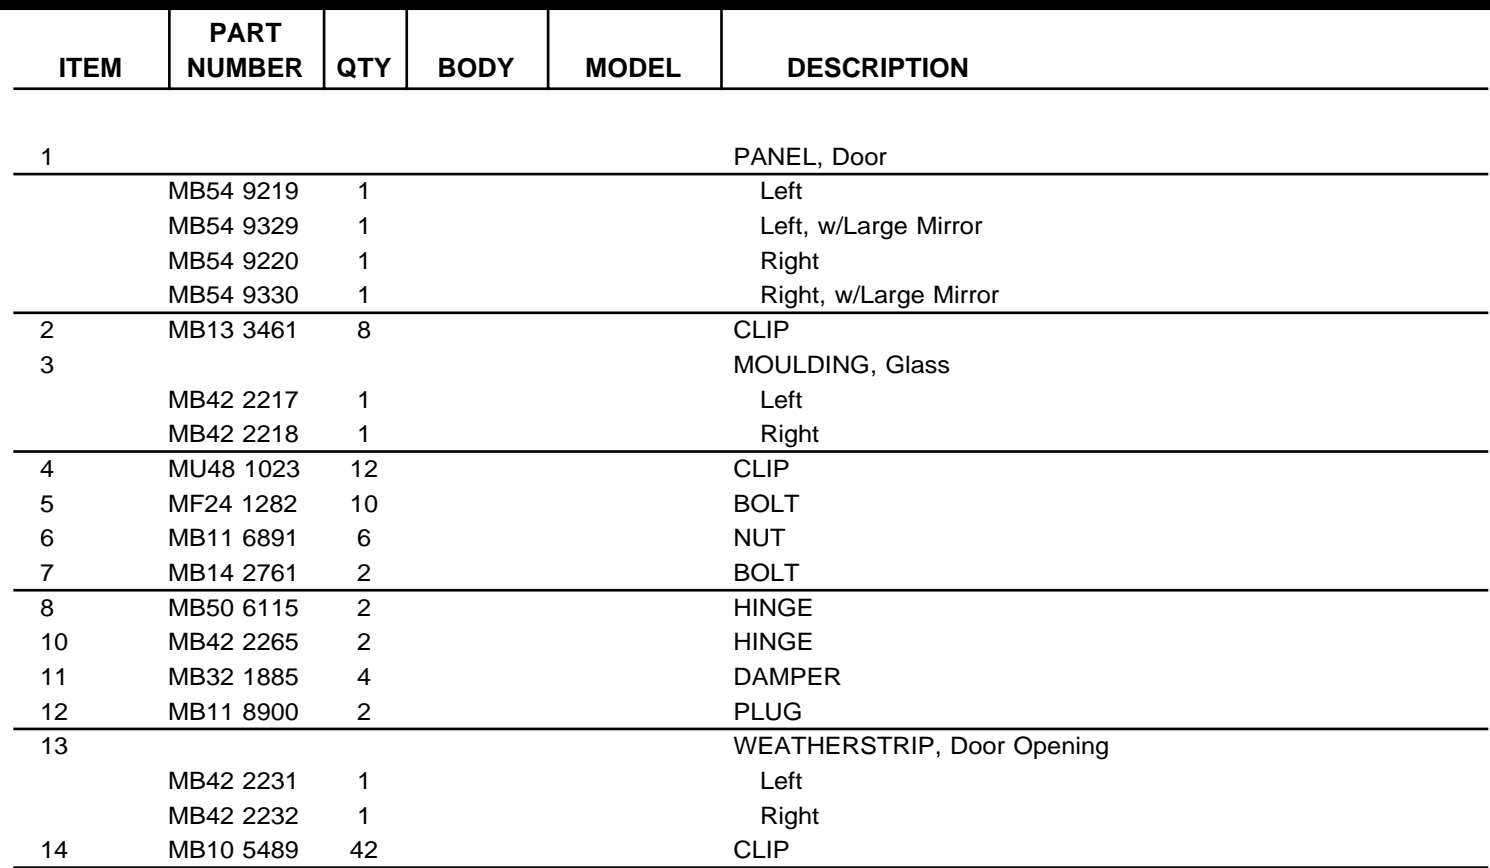 PART
ITEM NUMBER QTY BODY MODEL DESCRIPTION
1 PANEL, Door
MB54 9219 1 Left
MB54 9329 1 Left, w/Large Mirror
MB54 9220 1 Right
MB54 9330 1 Right, w/Large Mirror
2 MB13 3461 8 CLIP
3 MOULDING, Glass
MB42 2217 1 Left
MB42 2218 1 Right
4 MU48 1023 12 CLIP
5 MF24 1282 10 BOLT
6 MB11 6891 6 NUT
7 MB14 2761 2 BOLT
8 MB50 6115 2 HINGE
10 MB42 2265 2 HINGE
11 MB32 1885 4 DAMPER
12 MB11 8900 2 PLUG
13 WEATHERSTRIP, Door Opening
MB42 2231 1 Left
MB42 2232 1 Right
14 MB10 5489 42 CLIP